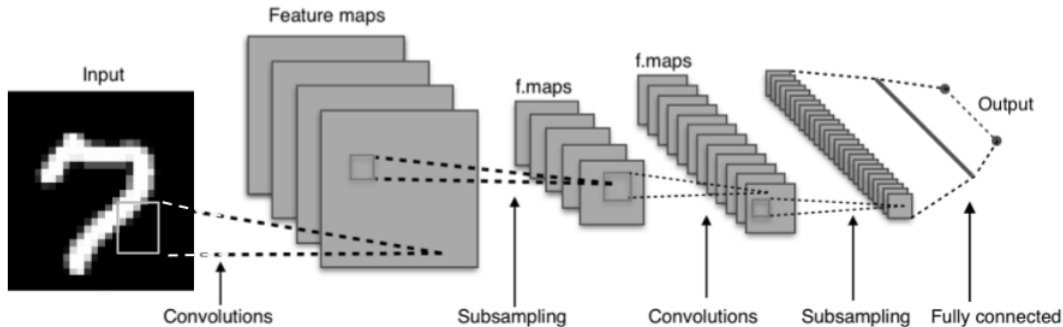 Feature maps
Input
f.maps
f.maps
Output
Convolutions
Subsampling
Convolutions
Subsampling
Fully connected